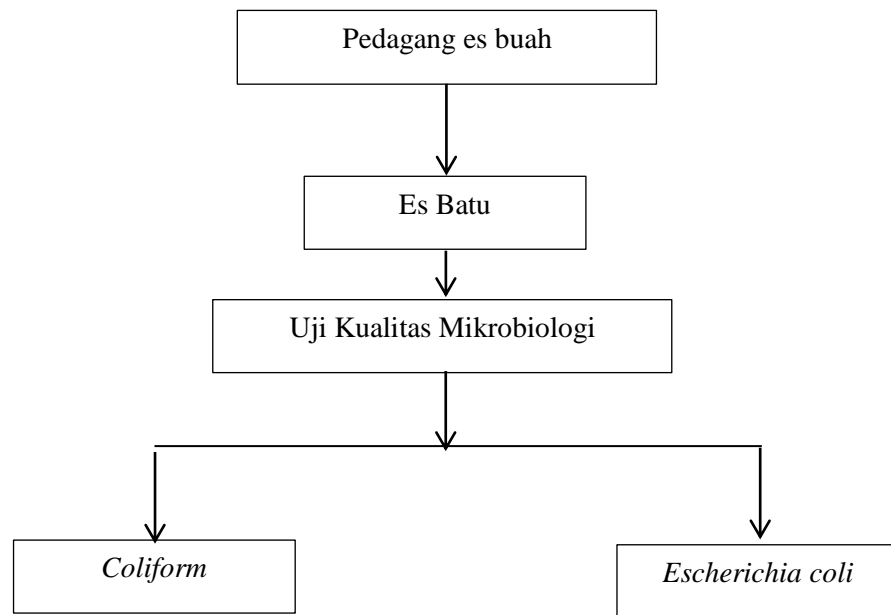 Pedagang es buah
Es Batu
Uji Kualitas Mikrobiologi
Coliform
Escherichia coli